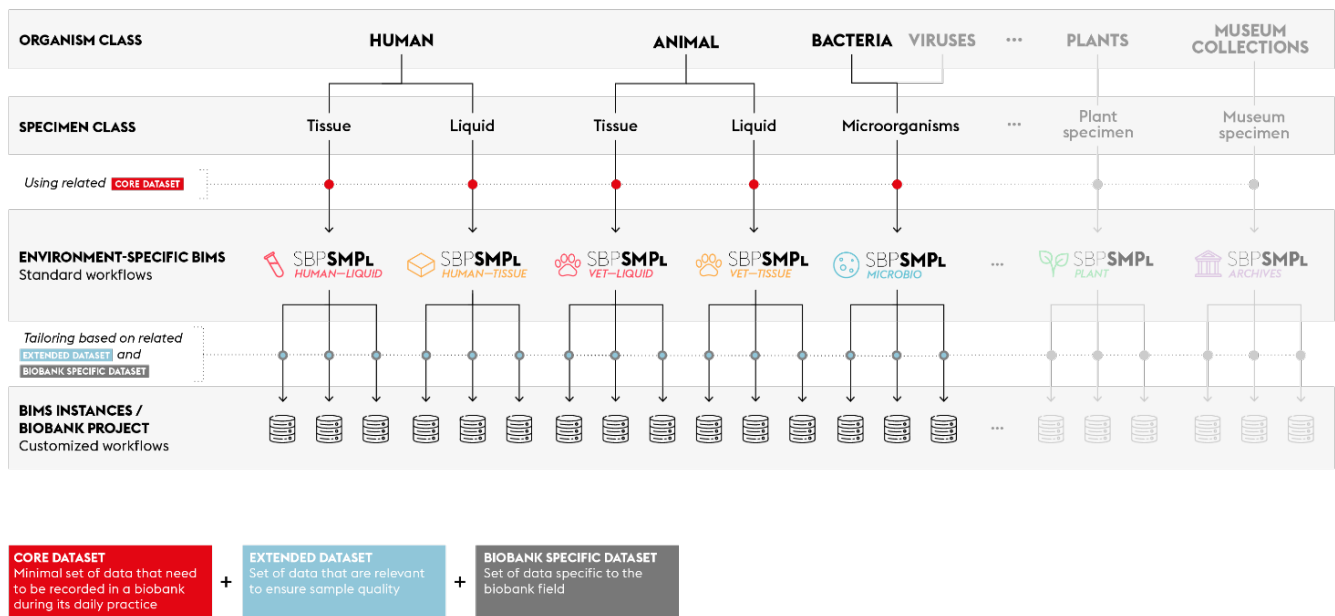 ORGANISM CLASS HUMAN ANIMAL BACTERIA VIRUSES ... PLANTS MUSEUM COLLECTIONS
SPECIMEN CLASS Tissue Liquid Tissue Liquid Microorganisms ... Plant specimen Museum specimen
Using related CORE DATASET
ENVIRONMENT-SPECIFIC BIMS
Standard workflows
SBPSMPL HUMAN—LIQUID
SBPSMPL HUMAN—TISSUE
SBPSMPL VET—LIQUID
SBPSMPL VET—TISSUE
SBPSMPL MICROBIO
...
SBPSMPL PLANT
SBPSMPL ARCHIVES
Tailoring based on related
EXTENDED DATASET and
BIOBANK SPECIFIC DATASET
BIMS INSTANCES /
BIOBANK PROJECT
Customized workflows
...
CORE DATASET
Minimal set of data that need
to be recorded in a biobank
during its daily practice
+
EXTENDED DATASET
Set of data that are relevant
to ensure sample quality
+
BIOBANK SPECIFIC DATASET
Set of data specific to the
biobank field